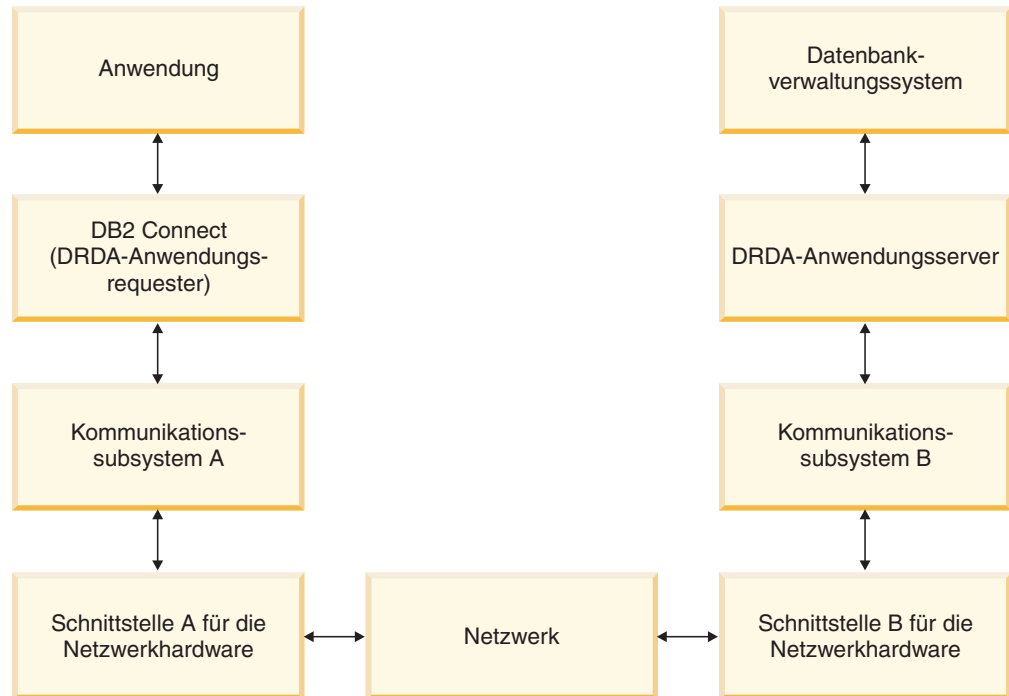 Anwendung
Datenbank-
verwaltungssystem
DB2 Connect
(DRDA-Anwendungs-
requester)
DRDA-Anwendungsserver
Kommunikations-
subsystem A
Kommunikations-
subsystem B
Schnittstelle A für die
Netzwerkhardware
Netzwerk
Schnittstelle B für die
Netzwerkhardware